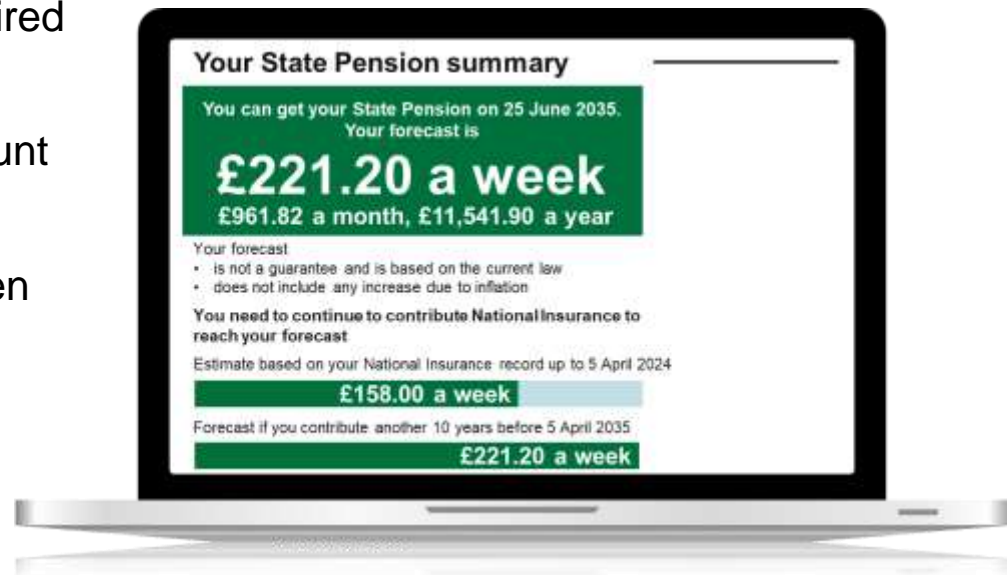 ired
unt
en
Your State Pension summary
You can get your State Pension on 25 June 2035.
Your forecast is
£221.20 a week
£961.82 a month, £11,541.90 a year
Your forecast
• is not a guarantee and is based on the current law
• does not include any increase due to inflation
You need to continue to contribute National Insurance to
reach your forecast
Estimate based on your National Insurance record up to 5 April 2024
£158.00 a week
Forecast if you contribute another 10 years before 5 April 2035
£221.20 a week